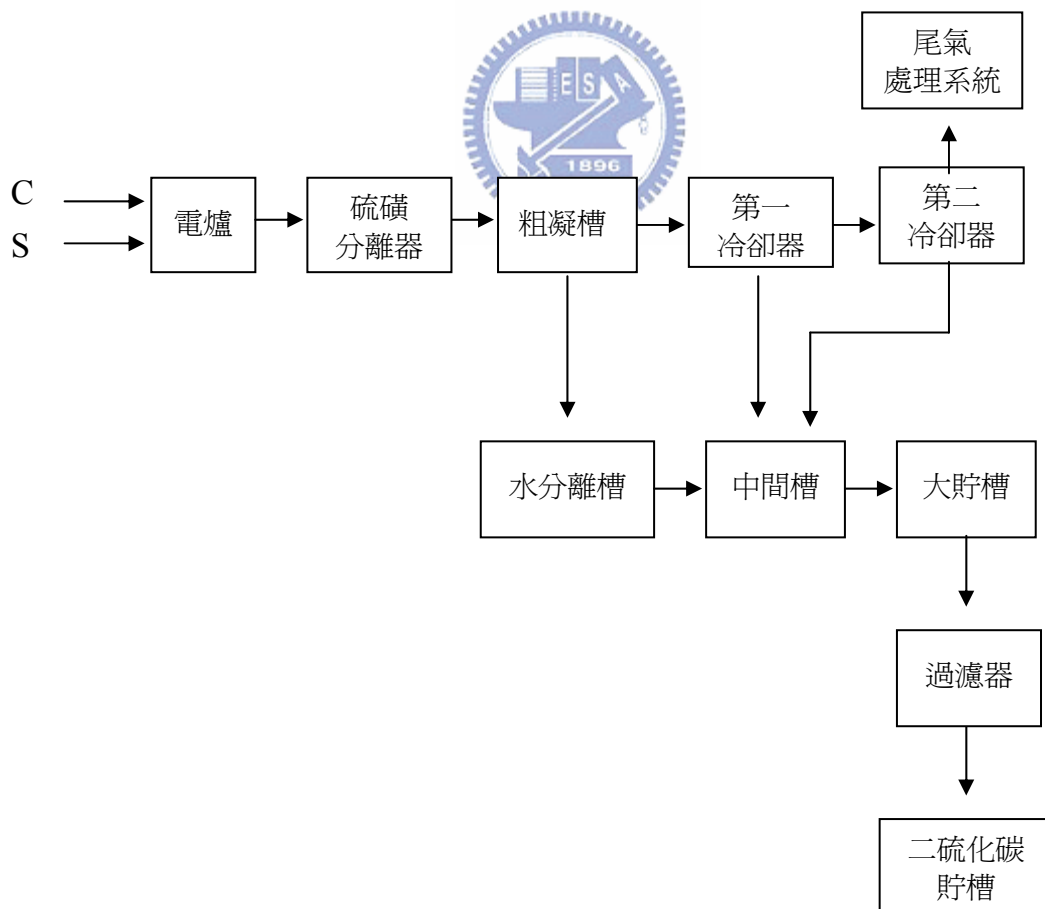 尾氣
處理系統
E S A
1896
C
S
電爐
硫磺
分離器
粗凝槽
第一
冷卻器
第二
冷卻器
水分離槽
中間槽
大貯槽
過濾器
二硫化碳
貯槽